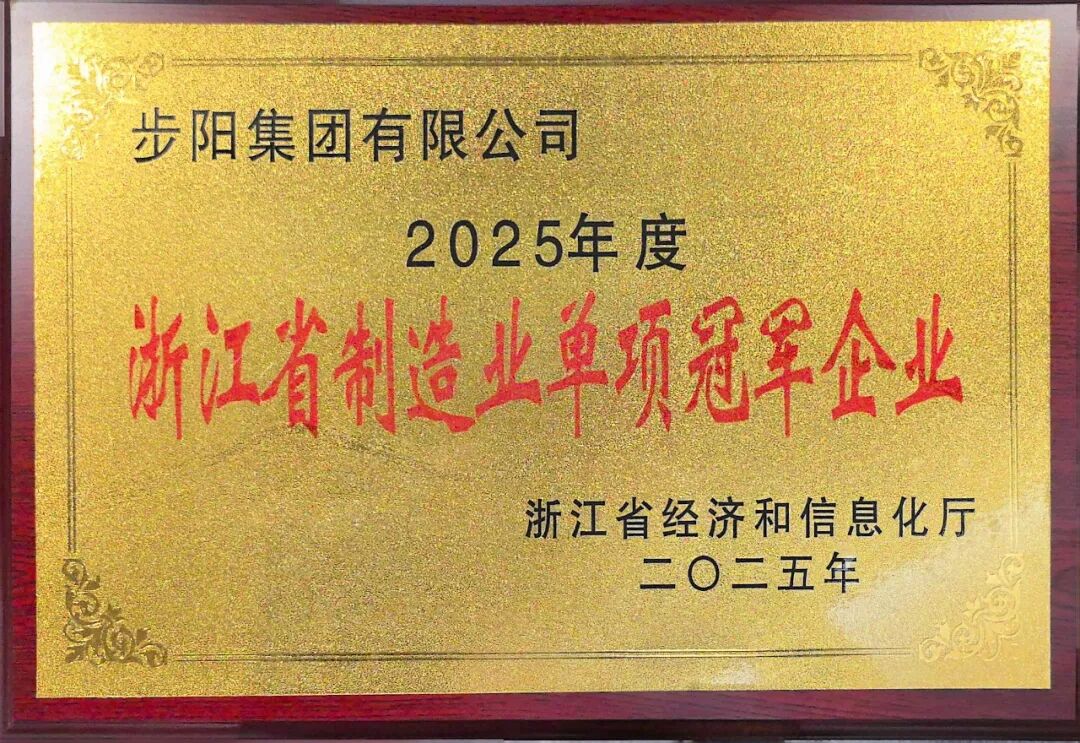 步阳集团有限公司
2025年度
浙江省制造业单项冠军企业
浙江省经济和信息化厅
二〇二五年